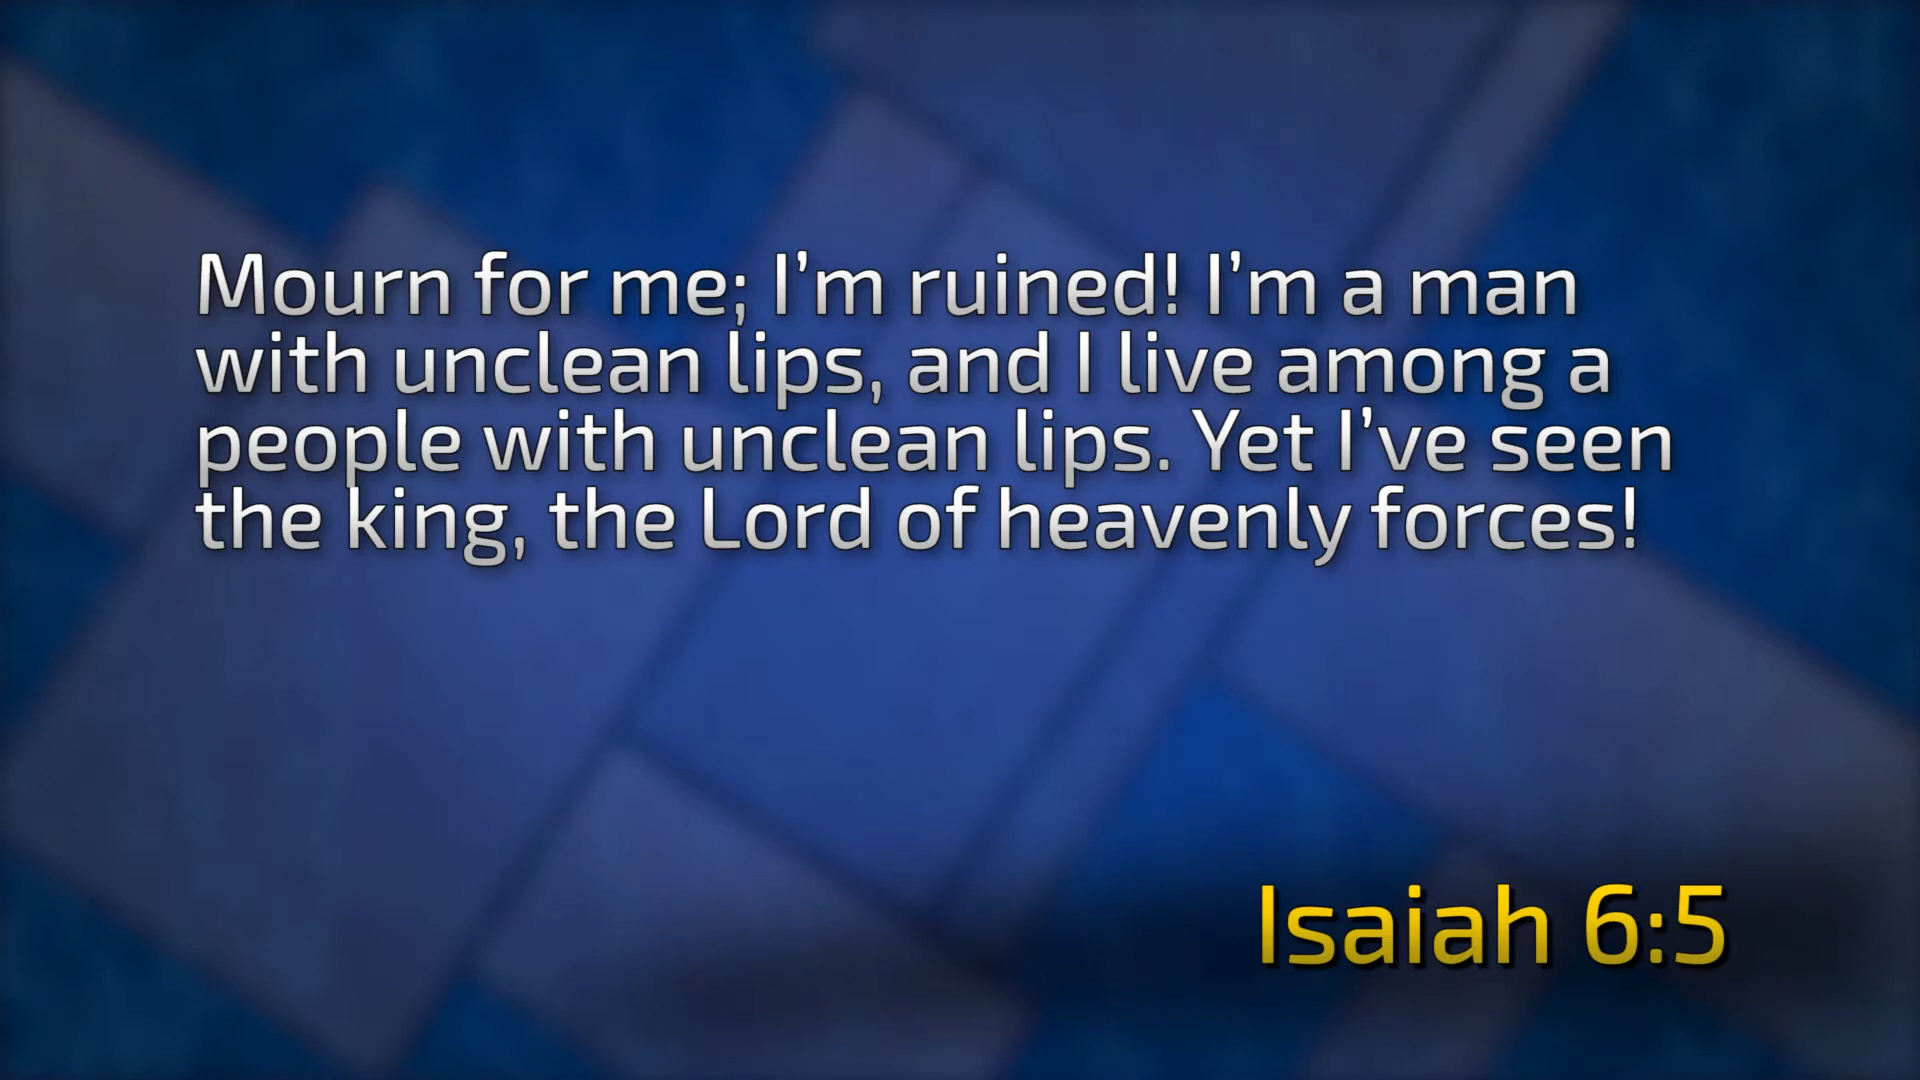 Mourn for me; I’m ruined! I’m a man
with unclean lips, and I live among a
people with unclean lips. Yet I’ve seen
the king, the Lord of heavenly forces!
Isaiah 6:5